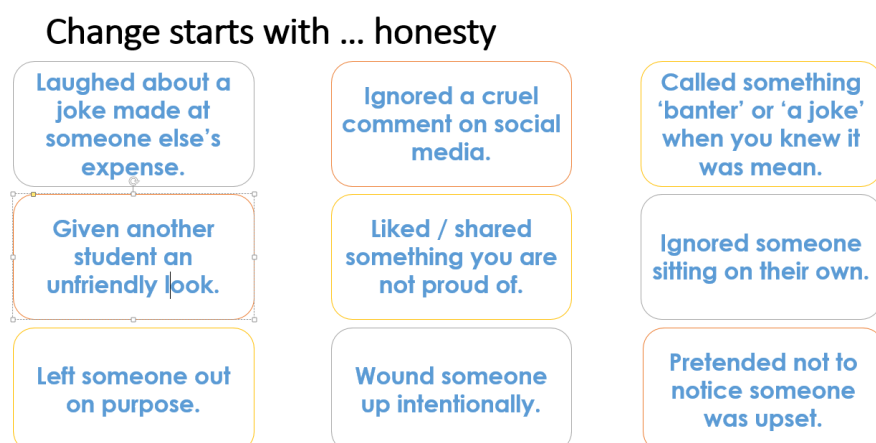 Change starts with ... honesty
Laughed about a
joke made at
someone else's
expense.
Ignored a cruel
comment on social
media.
Called something
‘banter’ or ‘a joke’
when you knew it
was mean.
Given another
student an
unfriendly look.
Liked / shared
something you are
not proud of.
Ignored someone
sitting on their own.
Left someone out
on purpose.
Wound someone
up intentionally.
Pretended not to
notice someone
was upset.